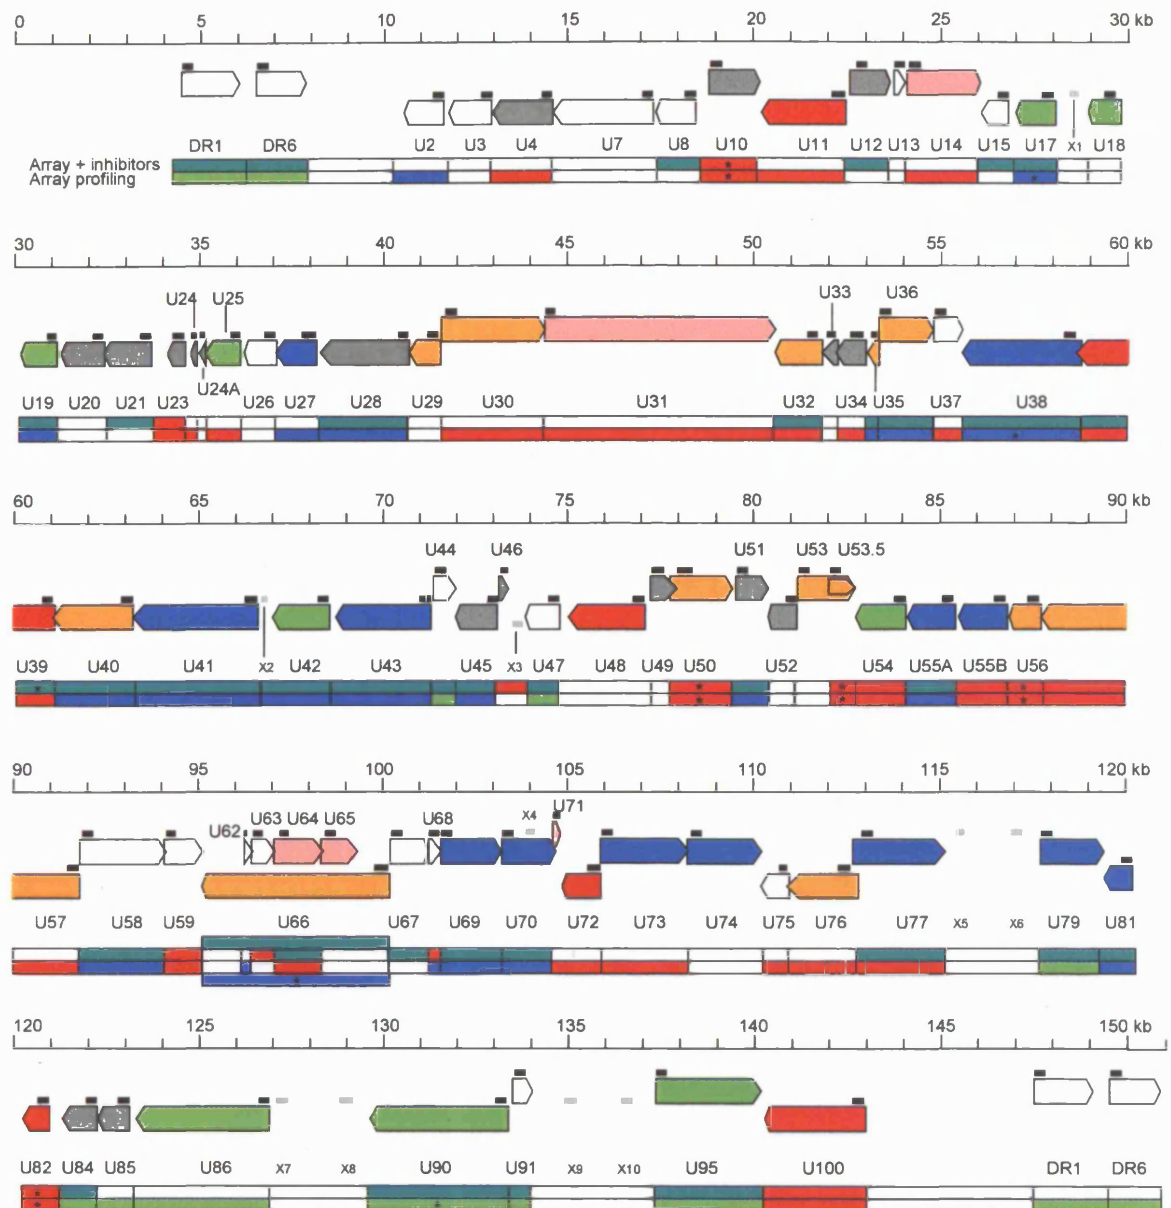 0 5 10 15 20 25 30 kb
DR1 DR6 U2 U3 U4 U7 U8 U10 U11 U12 U13 U14 U15 U17 X1 U18
Array + inhibitors
Array profiling
30 35 40 45 50 55 60 kb
U24 U25 U33 U36
U24A
U19 U20 U21 U23 U26 U27 U28 U29 U30 U31 U32 U34 U35 U37 U38
60 65 70 75 80 85 90 kb
U44 U46 U51 U53 U53.5
U39 U40 U41 X2 U42 U43 U45 X3 U47 U48 U49 U50 U52 U54 U55A U55B U56
90 95 100 105 110 115 120 kb
U62 U63 U64 U65 U68 X4 U71
U57 U58 U59 U66 U67 U69 U70 U72 U73 U74 U75 U76 U77 X5 X6 U79 U81
120 125 130 135 140 145 150 kb
U82 U84 U85 U86 X7 X8 U90 U91 X9 X10 U95 U100 DR1 DR6